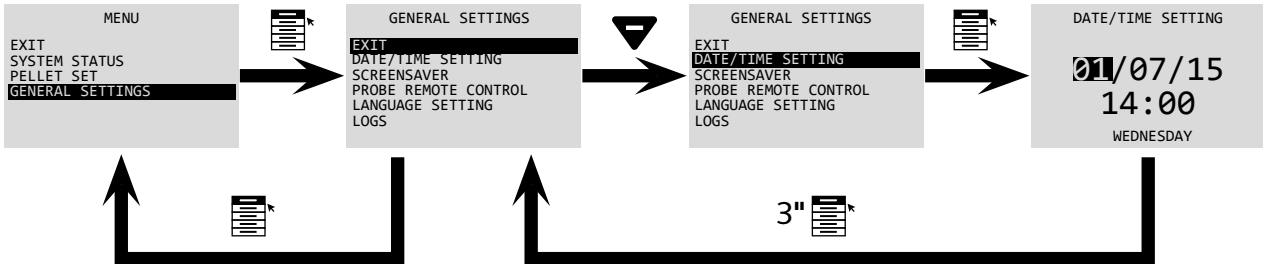 MENU
EXIT
SYSTEM STATUS
PELLET SET
GENERAL SETTINGS
GENERAL SETTINGS
EXIT
DATE/TIME SETTING
SCREENSAVER
PROBE REMOTE CONTROL
LANGUAGE SETTING
LOGS
GENERAL SETTINGS
EXIT
DATE/TIME SETTING
SCREENSAVER
PROBE REMOTE CONTROL
LANGUAGE SETTING
LOGS
DATE/TIME SETTING
01/07/15
14:00
WEDNESDAY
3"